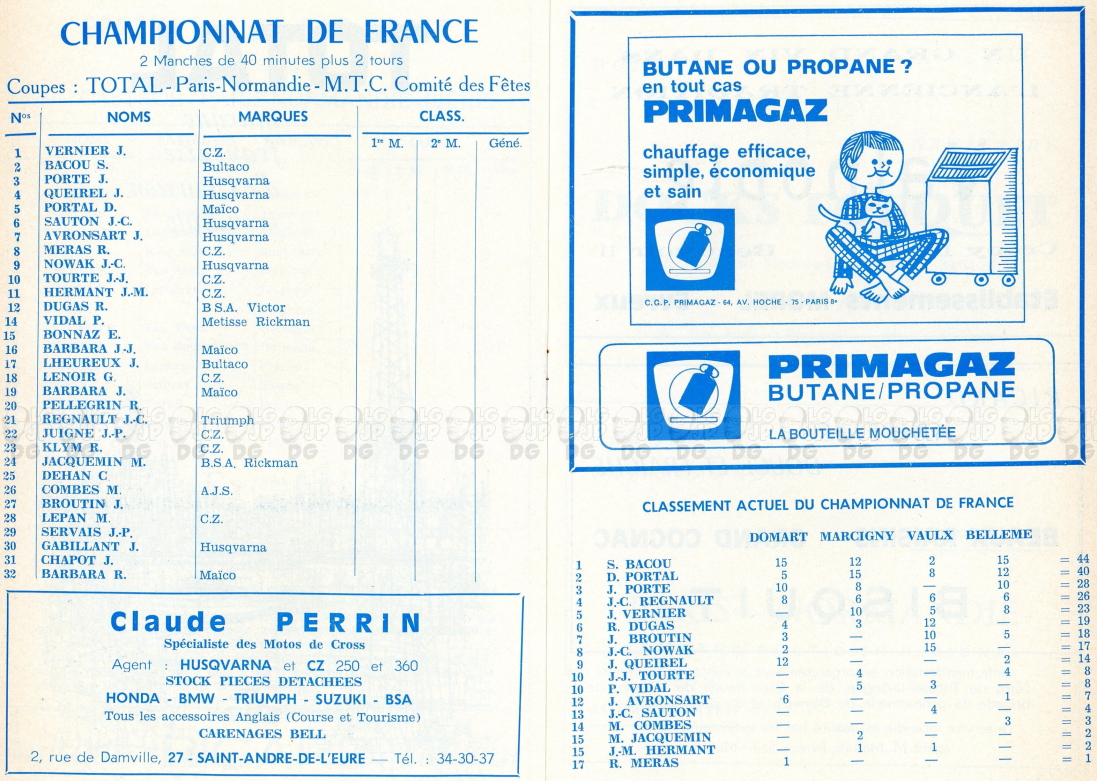 CHAMPIONNAT DE FRANCE
2 Manches de 40 minutes plus 2 tours
Coupes : TOTAL - Paris-Normandie - M.T.C. Comité des Fêtes
Nos NOMS MARQUES CLASS.
1re M. 2e M. Géné.
1 VERNIER J. C.Z.
2 BACOU S. Bultaco
3 PORTE J. Husqvarna
4 QUEIREL J. Husqvarna
5 PORTAL D. Maïco
6 SAUTON J.-C. Husqvarna
7 AVRONSART J. Husqvarna
8 MERAS R. C.Z.
9 NOWAK J.-C. Husqvarna
10 TOURTE J.-J. C.Z.
11 HERMANT J.-M. C.Z.
12 DUGAS R. B S.A. Victor
14 VIDAL P. Metisse Rickman
15 BONNAZ E.
16 BARBARA J-J. Maïco
17 LHEUREUX J. Bultaco
18 LENOIR G. C.Z.
19 BARBARA J. Maïco
20 PELLEGRIN R.
21 REGNAULT J.-C. Triumph
22 JUIGNE J.-P. C.Z.
23 KLYM R. C.Z.
24 JACQUEMIN M. B.S.A. Rickman
25 DEHAN C
26 COMBES M. A.J.S.
27 BROUTIN J.
28 LEPAN M. C.Z.
29 SERVAIS J.-P.
30 GABILLANT J. Husqvarna
31 CHAPOT J.
32 BARBARA R. Maïco
Claude PERRIN
Spécialiste des Motos de Cross
Agent : HUSQVARNA et CZ 250 et 360
STOCK PIECES DETACHEES
HONDA - BMW - TRIUMPH - SUZUKI - BSA
Tous les accessoires Anglais (Course et Tourisme)
CARENAGES BELL
2, rue de Damville, 27 - SAINT-ANDRE-DE-L'EURE — Tél. : 34-30-37
BUTANE OU PROPANE ?
en tout cas
PRIMAGAZ
chauffage efficace,
simple, économique
et sain
C.G.P. PRIMAGAZ - 64, AV. HOCHE - 75 - PARIS 8e
PRIMAGAZ
BUTANE/PROPANE
LA BOUTEILLE MOUCHETÉE
CLASSEMENT ACTUEL DU CHAMPIONNAT DE FRANCE
DOMART MARCIGNY VAULX BELLEME
1 S. BACOU 15 12 2 15 = 44
2 D. PORTAL 5 15 8 12 = 40
3 J. PORTE 10 8 — 10 = 28
4 J.-C. REGNAULT 8 6 6 6 = 26
5 J. VERNIER — 10 5 8 = 23
6 R. DUGAS 4 3 12 — = 19
7 J. BROUTIN 3 — 10 5 = 18
8 J.-C. NOWAK 2 — 15 — = 17
9 J. QUEIREL 12 — — 2 = 14
10 J.-J. TOURTE — 4 — 4 = 8
10 P. VIDAL — 5 3 — = 8
12 J. AVRONSART 6 — — 1 = 7
13 J.-C. SAUTON — — 4 — = 4
14 M. COMBES — — — 3 = 3
15 M. JACQUEMIN — 2 — — = 2
15 J.-M. HERMANT — 1 1 — = 2
17 R. MERAS 1 — — — = 1